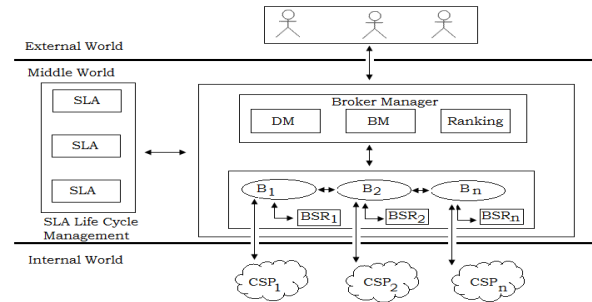 External World
Middle World
SLA
SLA
SLA
SLA Life Cycle
Management
Broker Manager
DM BM Ranking
B1 B2 Bn
BSR1 BSR2 BSRn
Internal World
CSP1 CSP2 CSPn